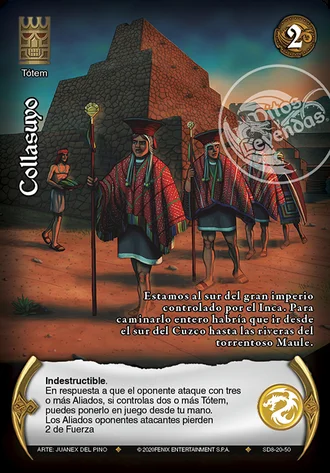 2
Tótem
Mitos
Leyendas
Collasuyo
Estamos al sur del gran imperio
controlado por el Inca. Para
caminarlo entero habría que ir desde
el sur del Cuzco hasta las riveras del
torrentoso Maule.
Indestructible.
En respuesta a que el oponente ataque con tres
o más Aliados, si controlas dos o más Tótem,
puedes ponerlo en juego desde tu mano.
Los Aliados oponentes atacantes pierden
2 de Fuerza
ARTE: JUANEX DEL PINO
©2020FENIX ENTERTAINMENT S.P.A.
SD8-20-50